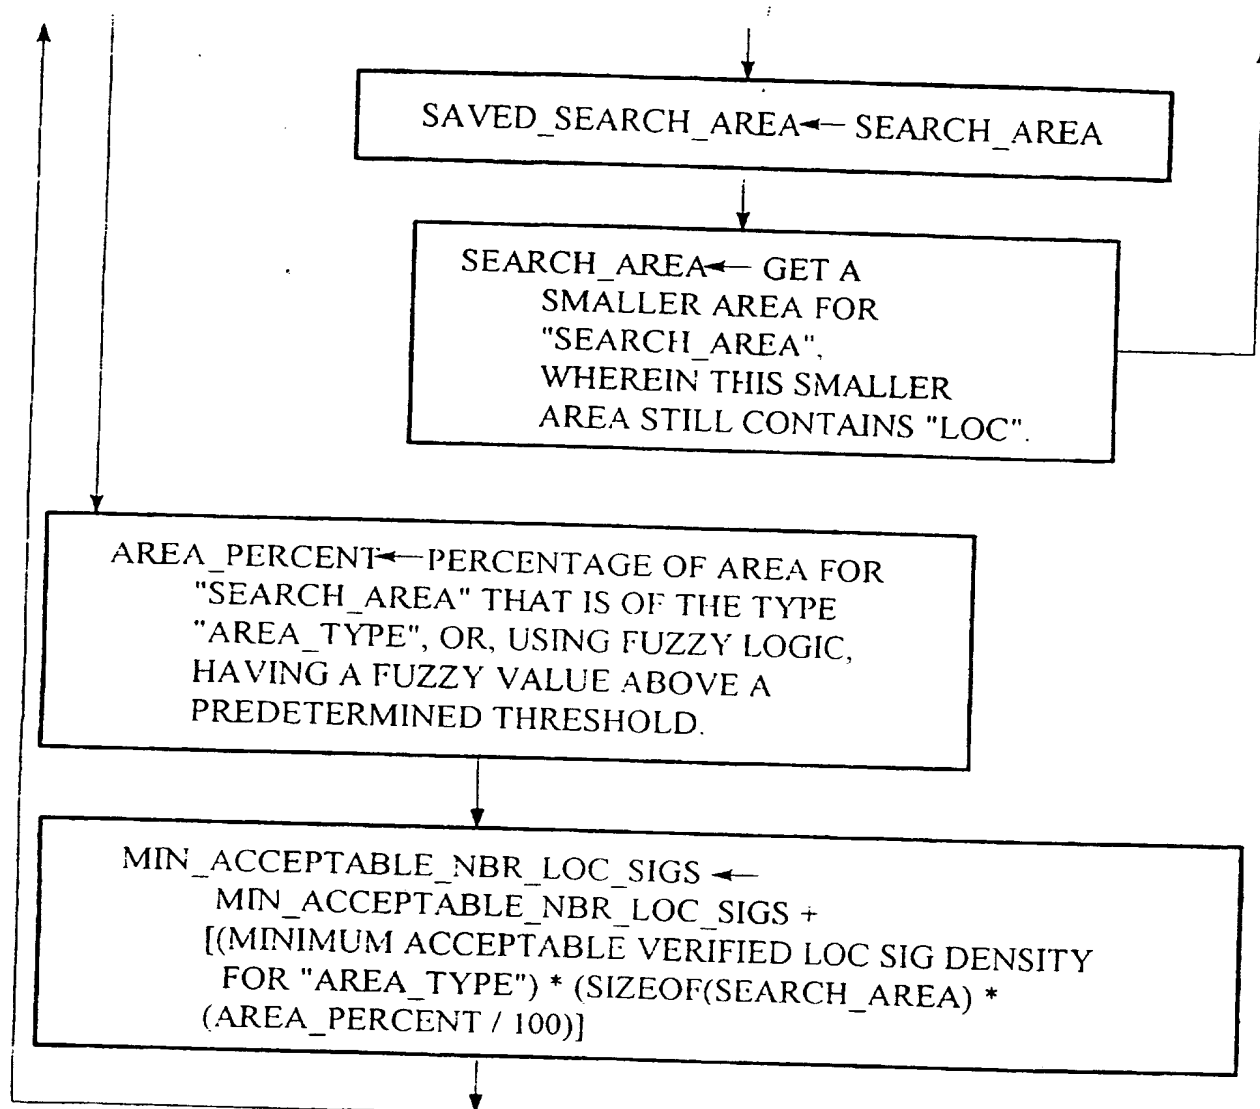 SAVED_SEARCH_AREA← SEARCH_AREA
SEARCH_AREA← GET A
SMALLER AREA FOR
"SEARCH_AREA",
WHEREIN THIS SMALLER
AREA STILL CONTAINS "LOC".
AREA_PERCENT←PERCENTAGE OF AREA FOR
"SEARCH_AREA" THAT IS OF THE TYPE
"AREA_TYPE", OR, USING FUZZY LOGIC,
HAVING A FUZZY VALUE ABOVE A
PREDETERMINED THRESHOLD.
MIN_ACCEPTABLE_NBR_LOC_SIGS ←
MIN_ACCEPTABLE_NBR_LOC_SIGS +
[(MINIMUM ACCEPTABLE VERIFIED LOC SIG DENSITY
FOR "AREA_TYPE") * (SIZEOF(SEARCH_AREA) *
(AREA_PERCENT / 100)]